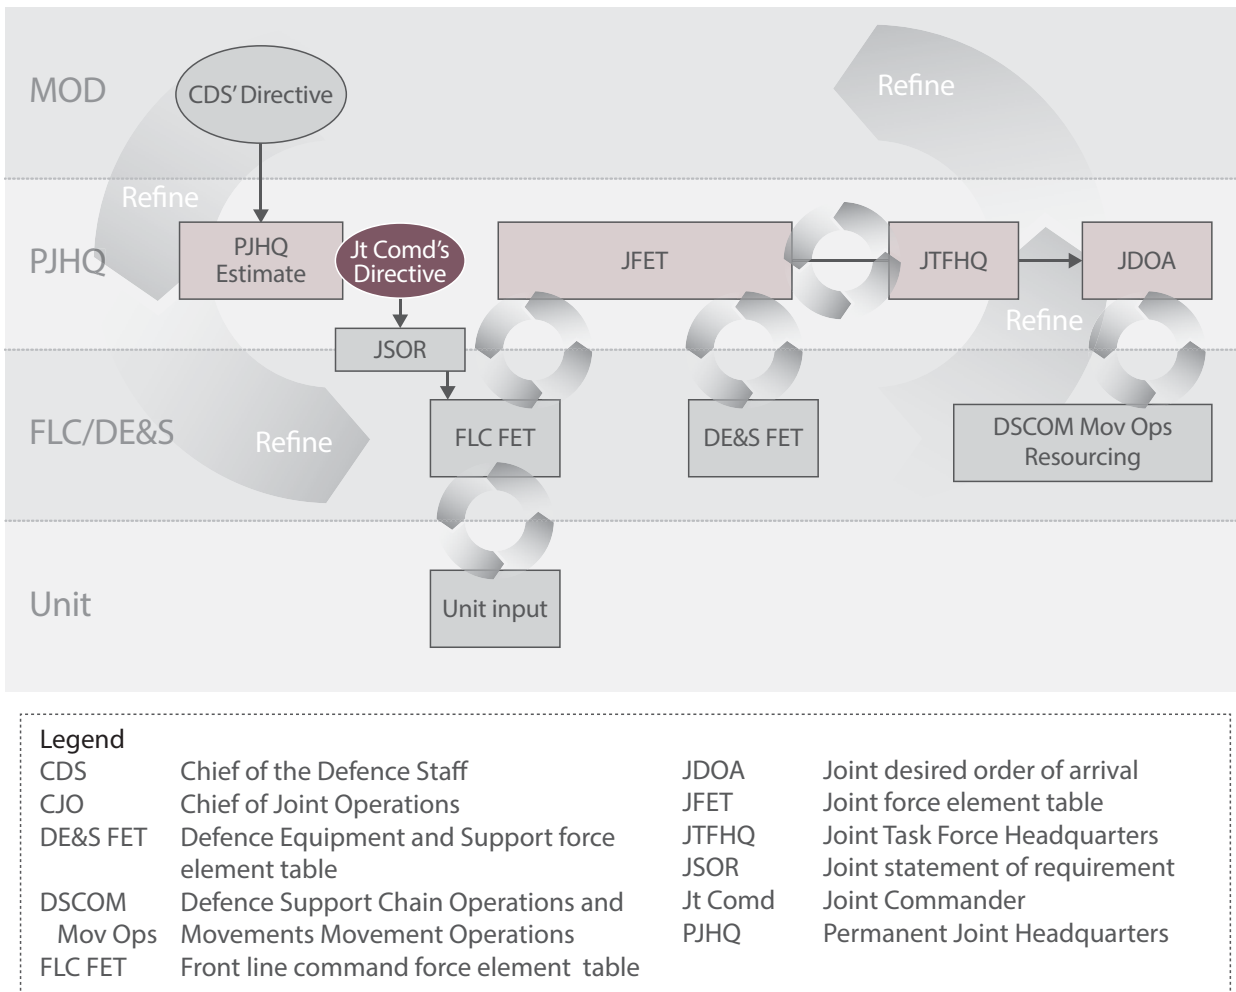 MOD
CDS' Directive
Refine
Refine
PJHQ
PJHQ
Estimate
Jt Comd's
Directive
JFET
JTFHQ
JDOA
Refine
JSOR
FLC/DE&S
Refine
FLC FET
DE&S FET
DSCOM Mov Ops
Resourcing
Unit
Unit input
Legend
CDS Chief of the Defence Staff
CJO Chief of Joint Operations
DE&S FET Defence Equipment and Support force
element table
DSCOM Defence Support Chain Operations and
Mov Ops Movements Movement Operations
FLC FET Front line command force element table
JDOA Joint desired order of arrival
JFET Joint force element table
JTFHQ Joint Task Force Headquarters
JSOR Joint statement of requirement
Jt Comd Joint Commander
PJHQ Permanent Joint Headquarters